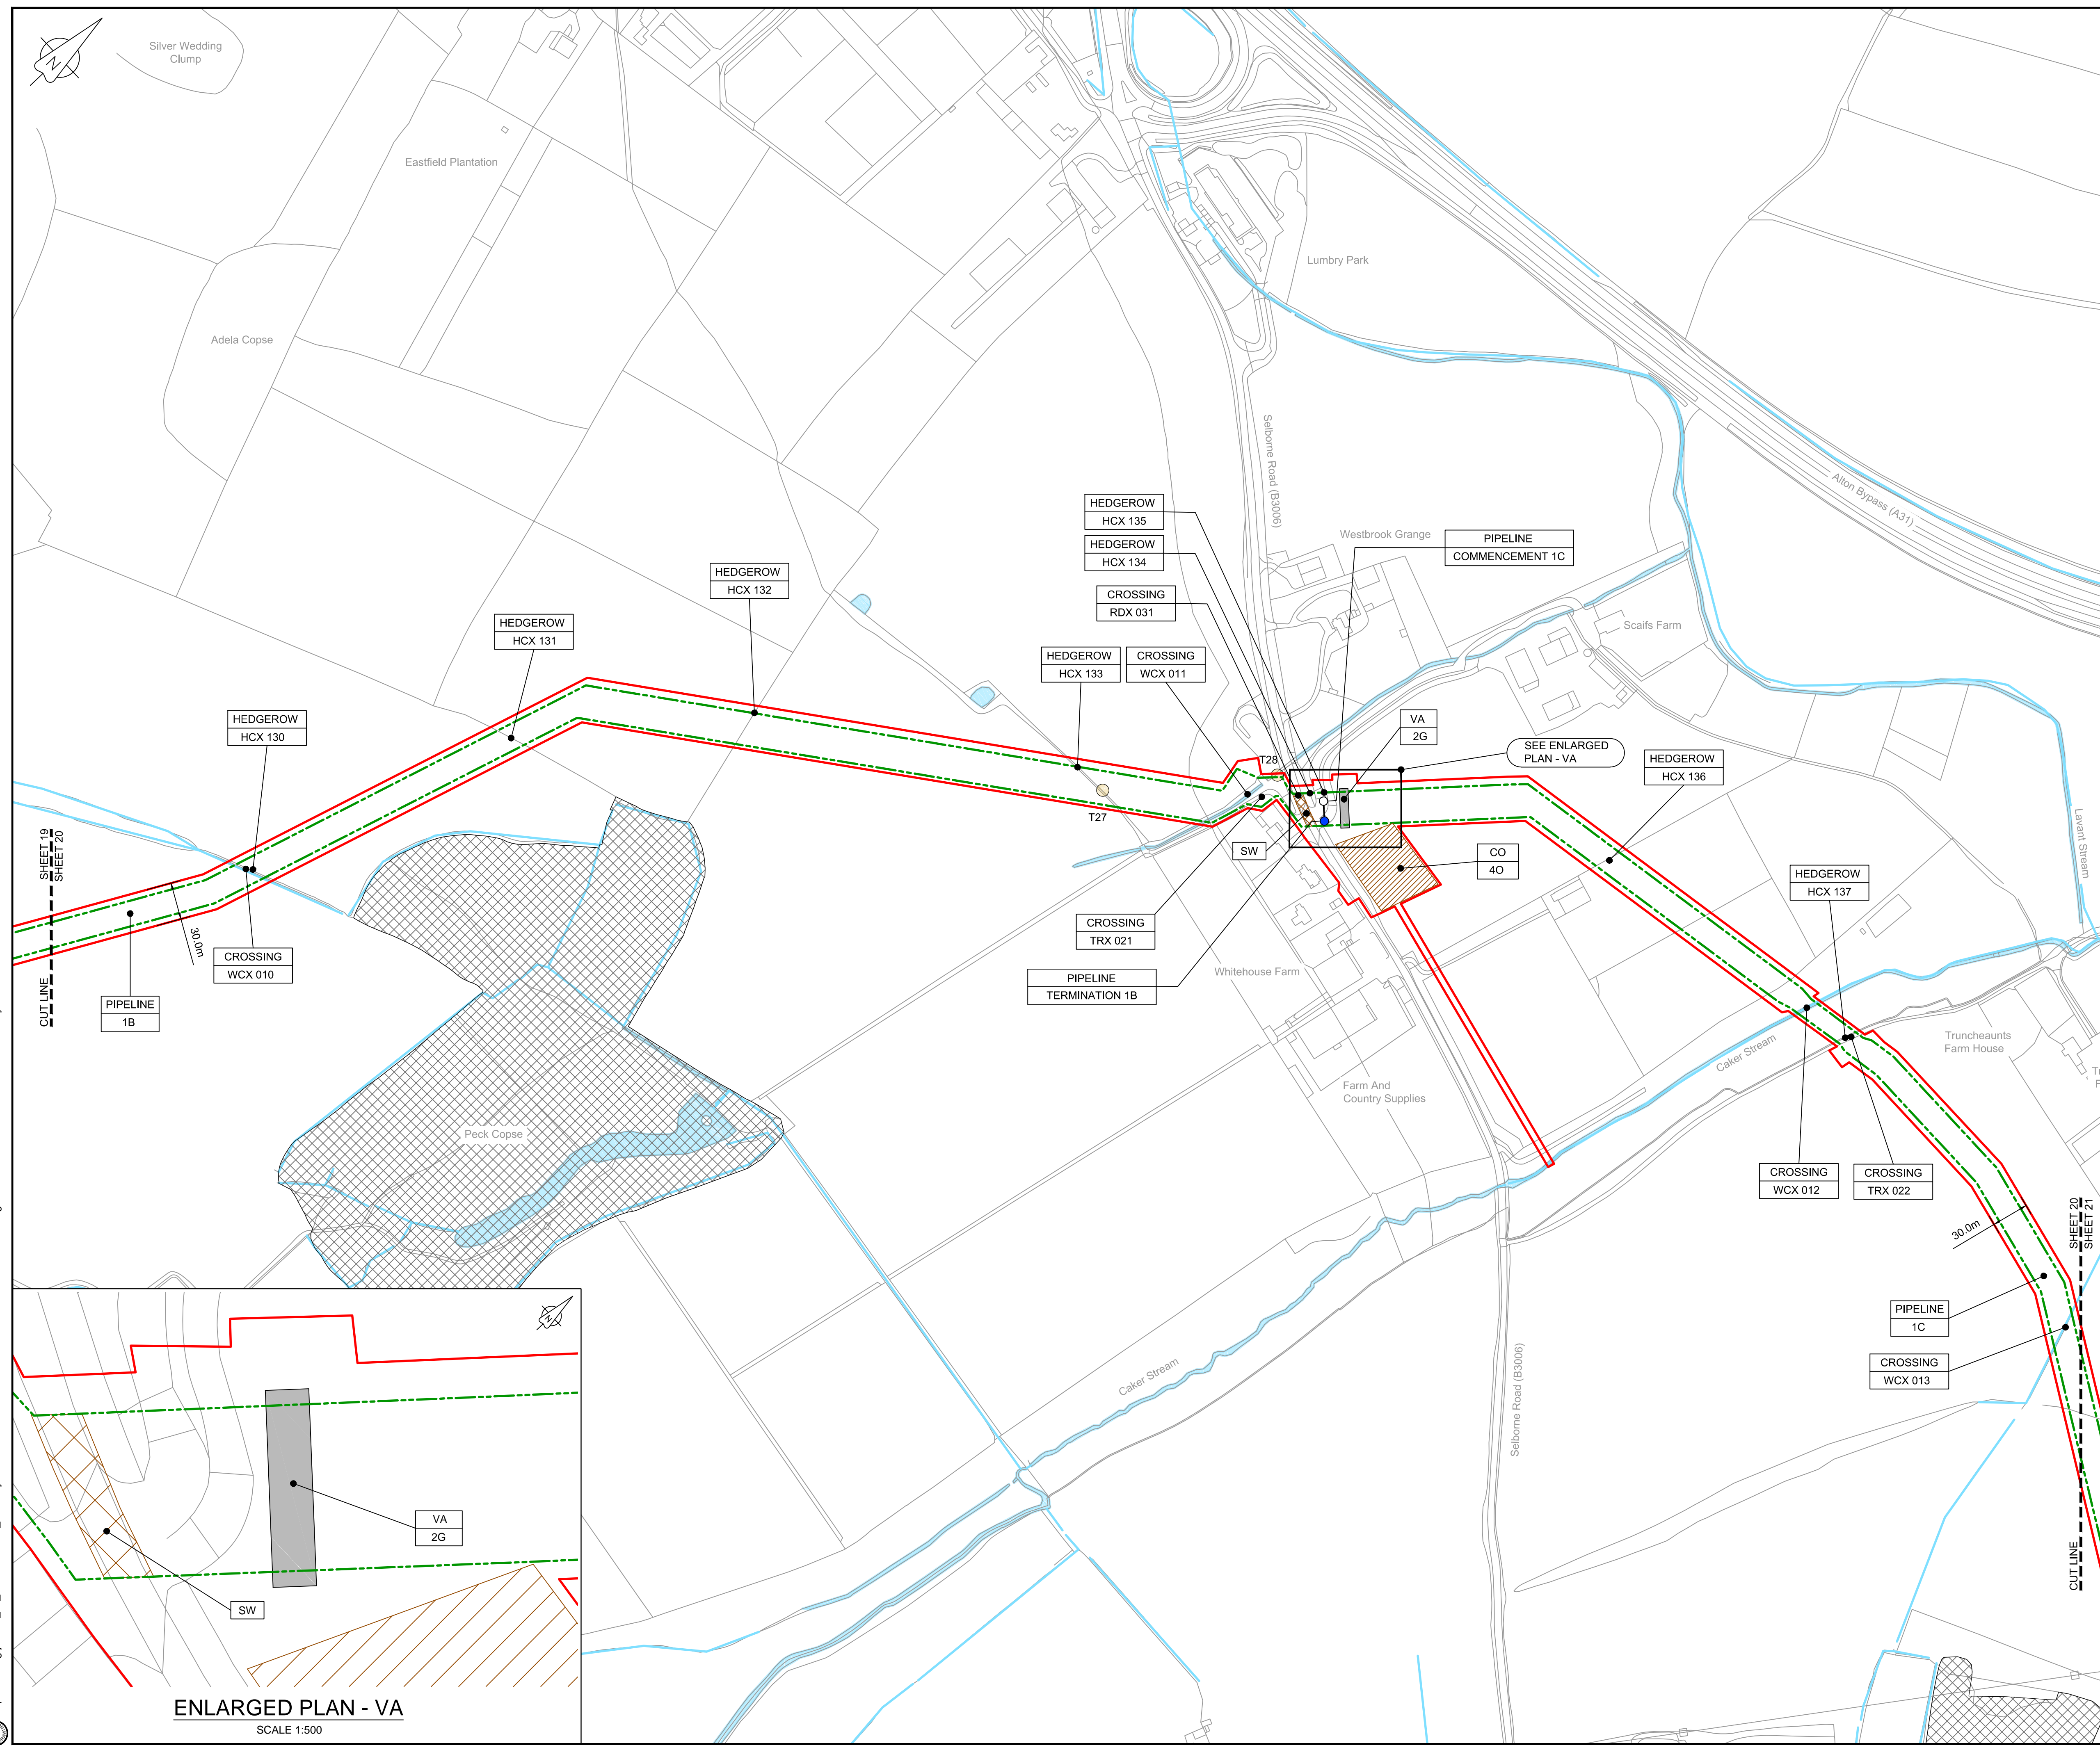 N
Silver Wedding
Clump
Eastfield Plantation
Adela Copse
Lumbry Park
Selborne Road (B3006)
Alton Bypass (A31)
HEDGEROW
HCX 135
HEDGEROW
HCX 134
CROSSING
RDX 031
Westbrook Grange
PIPELINE
COMMENCEMENT 1C
HEDGEROW
HCX 132
HEDGEROW
HCX 131
HEDGEROW
HCX 133
CROSSING
WCX 011
Scaifs Farm
HEDGEROW
HCX 130
VA
2G
SEE ENLARGED
PLAN - VA
HEDGEROW
HCX 136
T28
T27
SW
CO
4O
HEDGEROW
HCX 137
Lavant Stream
SHEET 19
SHEET 20
CUT LINE
30.0m
CROSSING
WCX 010
PIPELINE
1B
CROSSING
TRX 021
PIPELINE
TERMINATION 1B
Whitehouse Farm
Farm And
Country Supplies
Caker Stream
Truncheaunts
Farm House
Peck Copse
CROSSING
WCX 012
CROSSING
TRX 022
30.0m
SHEET 20
SHEET 21
CUT LINE
PIPELINE
1C
CROSSING
WCX 013
Caker Stream
Selborne Road (B3006)
N
VA
2G
SW
ENLARGED PLAN - VA
SCALE 1:500